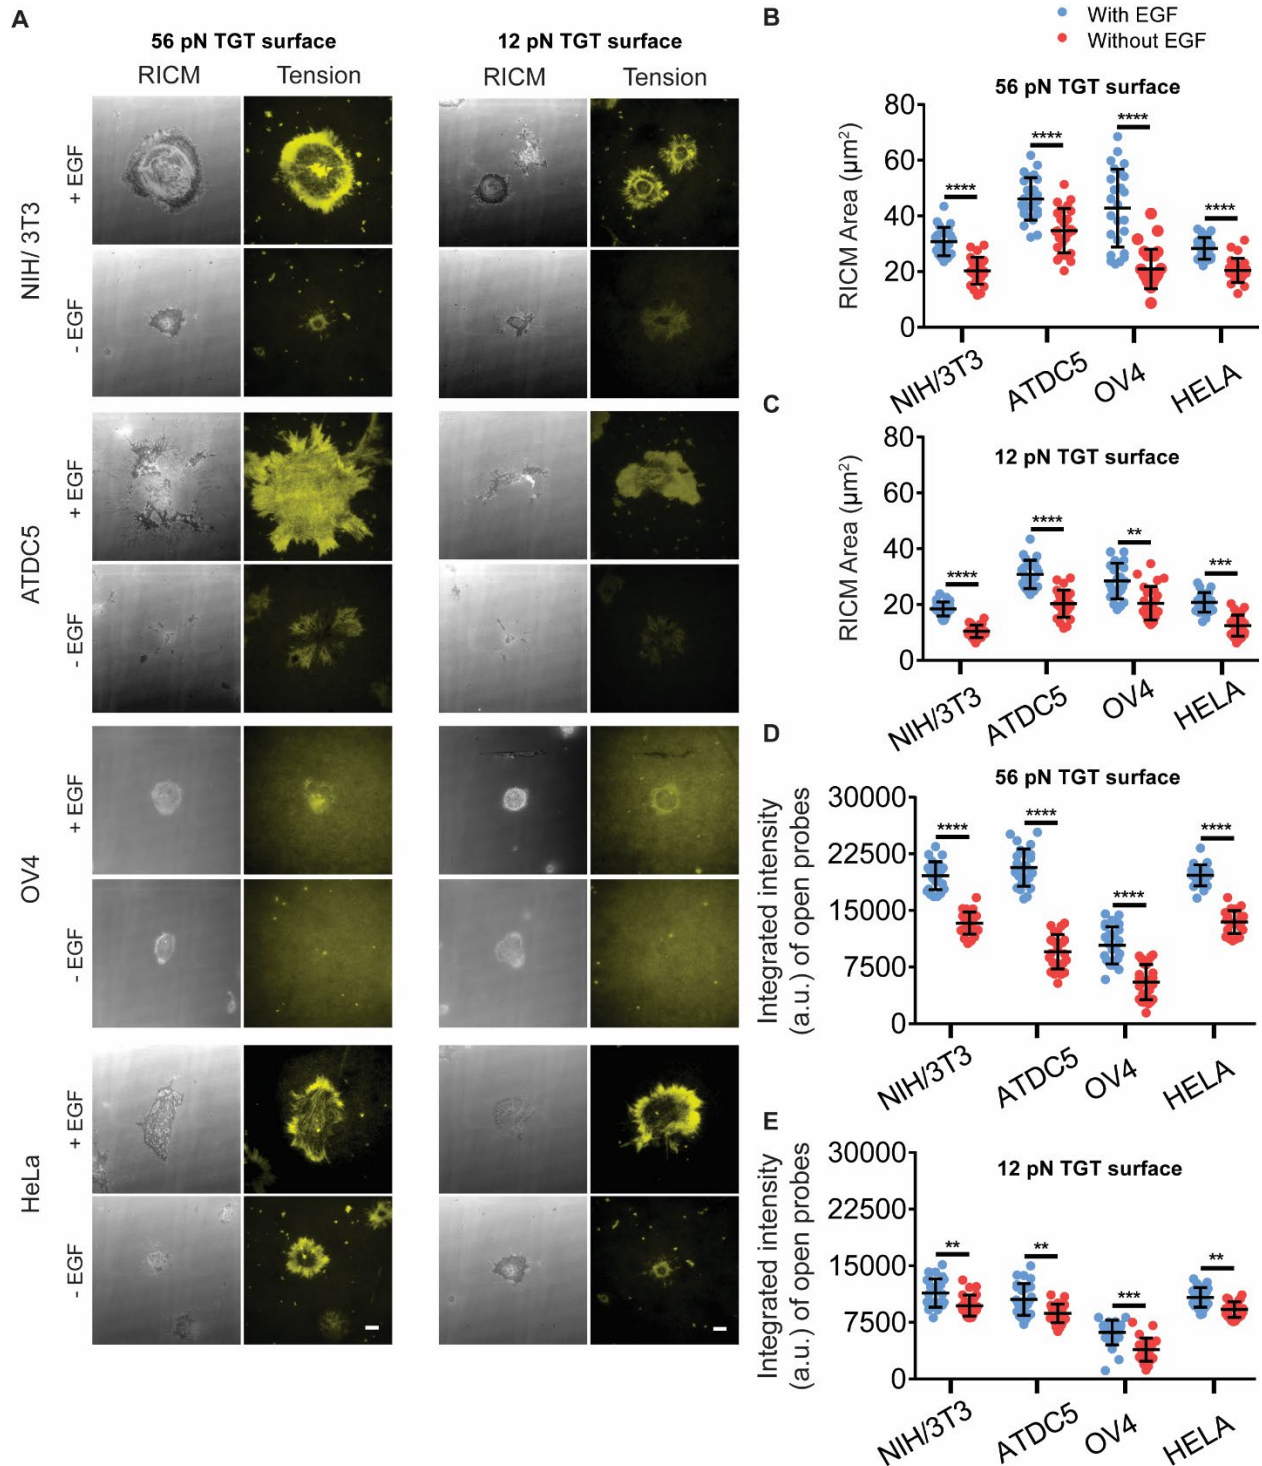 A
56 pN TGT surface
12 pN TGT surface
RICM
Tension
RICM
Tension
NIH/ 3T3
+ EGF
- EGF
ATDC5
+ EGF
- EGF
OV4
+ EGF
- EGF
HeLa
+ EGF
- EGF
B
With EGF
Without EGF
56 pN TGT surface
RICM Area (µm²)
80
60
40
20
0
****
****
****
****
NIH/3T3
ATDC5
OV4
HELA
C
12 pN TGT surface
RICM Area (µm²)
80
60
40
20
0
****
****
**
***
NIH/3T3
ATDC5
OV4
HELA
D
56 pN TGT surface
Integrated intensity
(a.u.) of open probes
30000
22500
15000
7500
0
****
****
****
****
NIH/3T3
ATDC5
OV4
HELA
E
12 pN TGT surface
Integrated intensity
(a.u.) of open probes
30000
22500
15000
7500
0
**
**
***
**
NIH/3T3
ATDC5
OV4
HELA